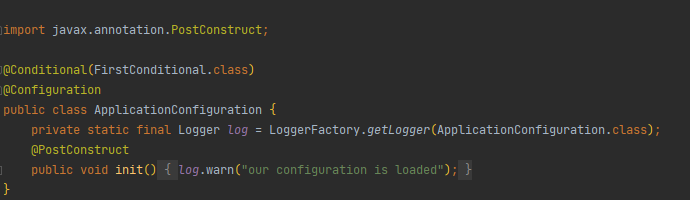 import javax.annotation.PostConstruct;
@Conditional(FirstConditional.class)
@Configuration
public class ApplicationConfiguration {
private static final Logger log = LoggerFactory.getLogger(ApplicationConfiguration.class);
@PostConstruct
public void init() { log.warn("our configuration is loaded"); }
}